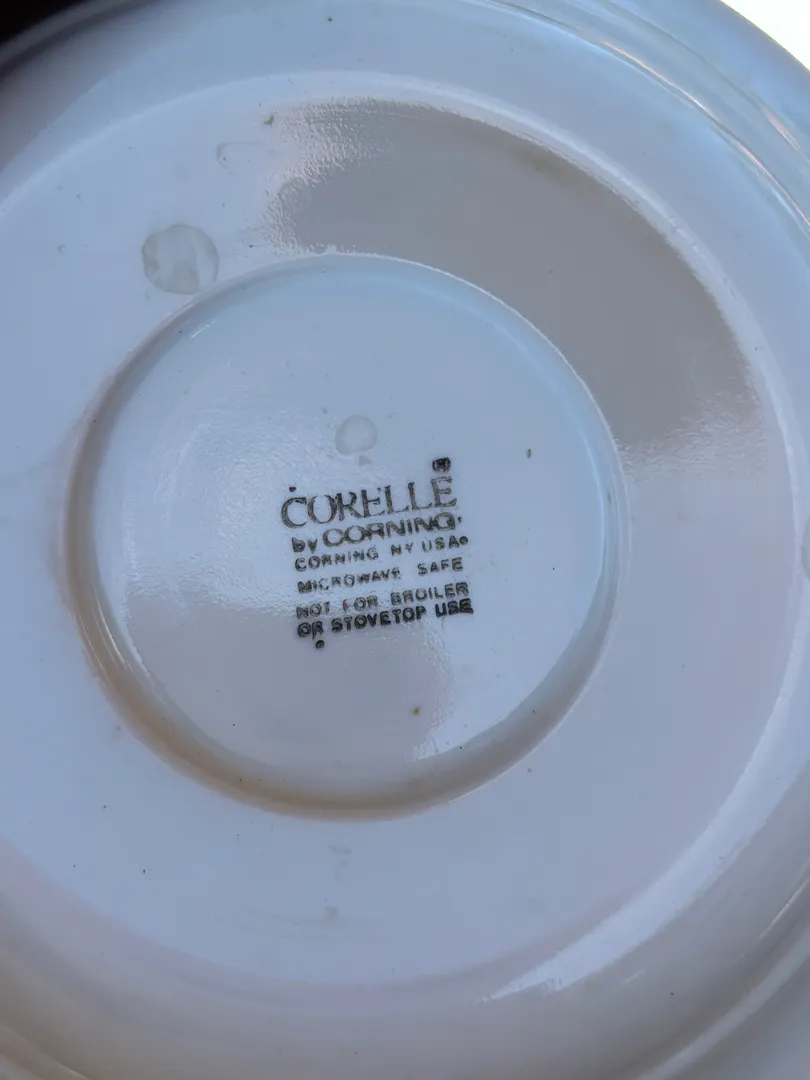 CORELLE®
by CORNING
CORNING NY USA
MICROWAVE SAFE
NOT FOR BROILER
OR STOVETOP USE